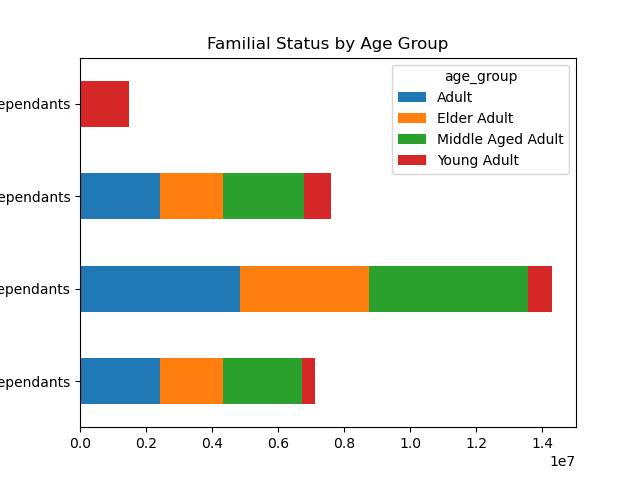 Familial Status by Age Group
age_group
Adult
Elder Adult
Middle Aged Adult
Young Adult
ependants
ependants
ependants
ependants
0.0 0.2 0.4 0.6 0.8 1.0 1.2 1.4
1e7